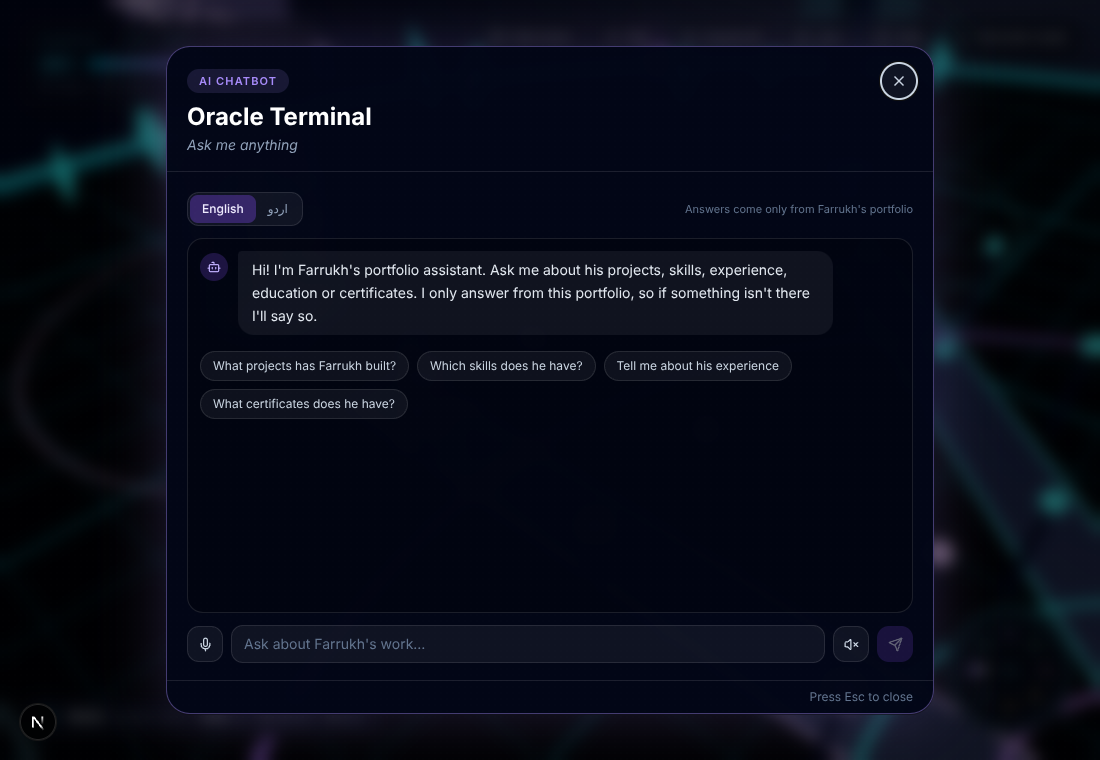 AI CHATBOT
Oracle Terminal
Ask me anything
English
اردو
Answers come only from Farrukh's portfolio
Hi! I'm Farrukh's portfolio assistant. Ask me about his projects, skills, experience,
education or certificates. I only answer from this portfolio, so if something isn't there
I'll say so.
What projects has Farrukh built?
Which skills does he have?
Tell me about his experience
What certificates does he have?
Ask about Farrukh's work...
Press Esc to close
N